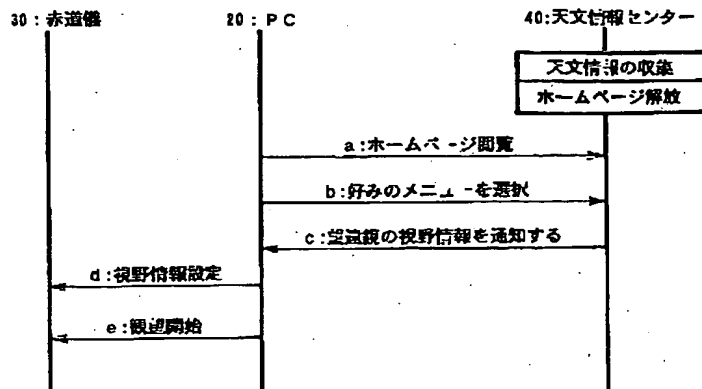 30：赤道儀
20：ＰＣ
40:天文情報センター
天文情報の収集
ホームページ解放
a:ホームページ閲覧
b:好みのメニューを選択
c:望遠鏡の視野情報を通知する
d:視野情報設定
e:観望開始